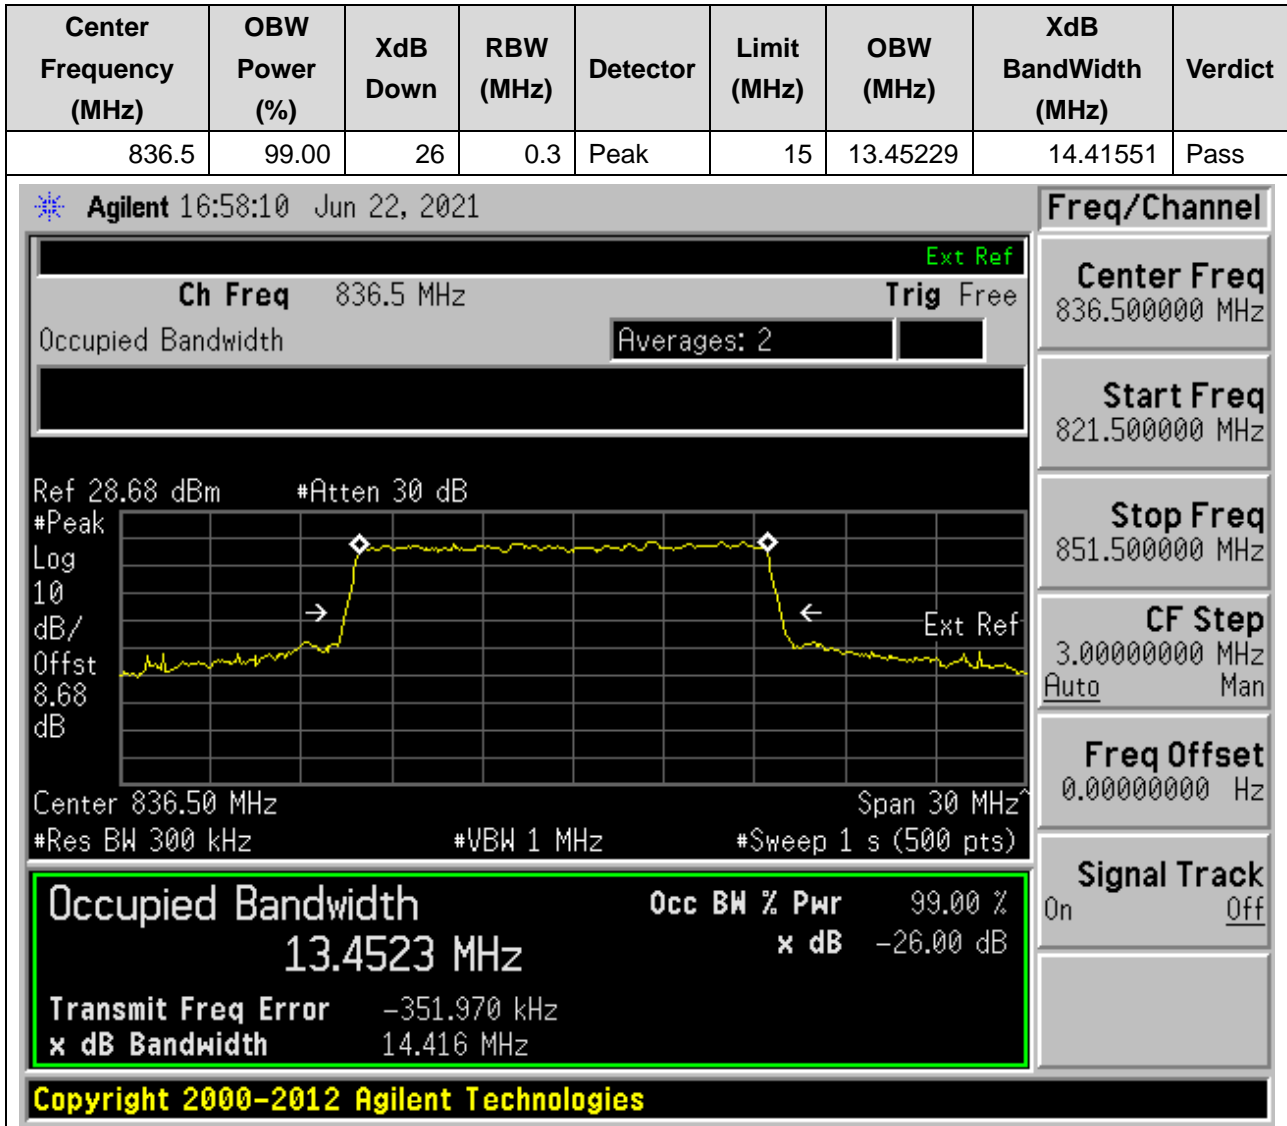 Center Frequency (MHz) OBW Power (%) XdB Down RBW (MHz) Detector Limit (MHz) OBW (MHz) XdB BandWidth (MHz) Verdict
836.5 99.00 26 0.3 Peak 15 13.45229 14.41551 Pass
Agilent 16:58:10 Jun 22, 2021
Freq/Channel
Ext Ref
Ch Freq 836.5 MHz Trig Free
Occupied Bandwidth Averages: 2
Center Freq
836.500000 MHz
Start Freq
821.500000 MHz
Stop Freq
851.500000 MHz
CF Step
3.00000000 MHz
Auto Man
Freq Offset
0.00000000 Hz
Signal Track
On Off
Ref 28.68 dBm #Atten 30 dB
#Peak
Log
10
dB/
Offst
8.68
dB
Ext Ref
Center 836.50 MHz Span 30 MHz^
#Res BW 300 kHz #VBW 1 MHz #Sweep 1 s (500 pts)
Occupied Bandwidth
13.4523 MHz
Occ BW % Pwr 99.00 %
x dB -26.00 dB
Transmit Freq Error -351.970 kHz
x dB Bandwidth 14.416 MHz
Copyright 2000-2012 Agilent Technologies